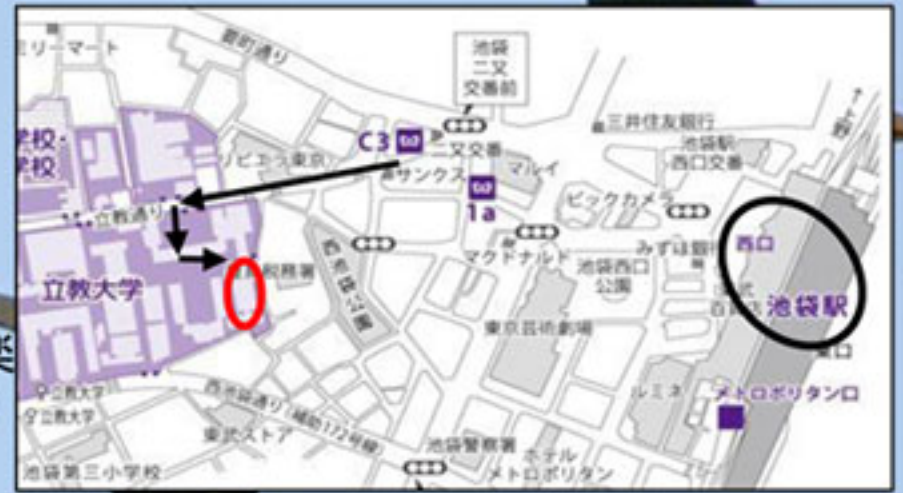 要町通り
ミリーマート
池袋
二又
交番前
三井住友銀行
学校・
学校
C3
二又交番
池袋駅
西口交番
リビエラ東京
サンクス
マルイ
1a
ビックカメラ
立教通り
西口
みずほ銀行
マクドナルド
税務署
池袋西口
公園
西池袋公園
立教大学
池袋駅
東京芸術劇場
東口
ルミネ
メトロポリタン口
立教大学
立教大学
西池袋通り(補助172号線)
東武ストア
池袋警察署
ホテル
メトロポリタン
池袋第三小学校
↑上野